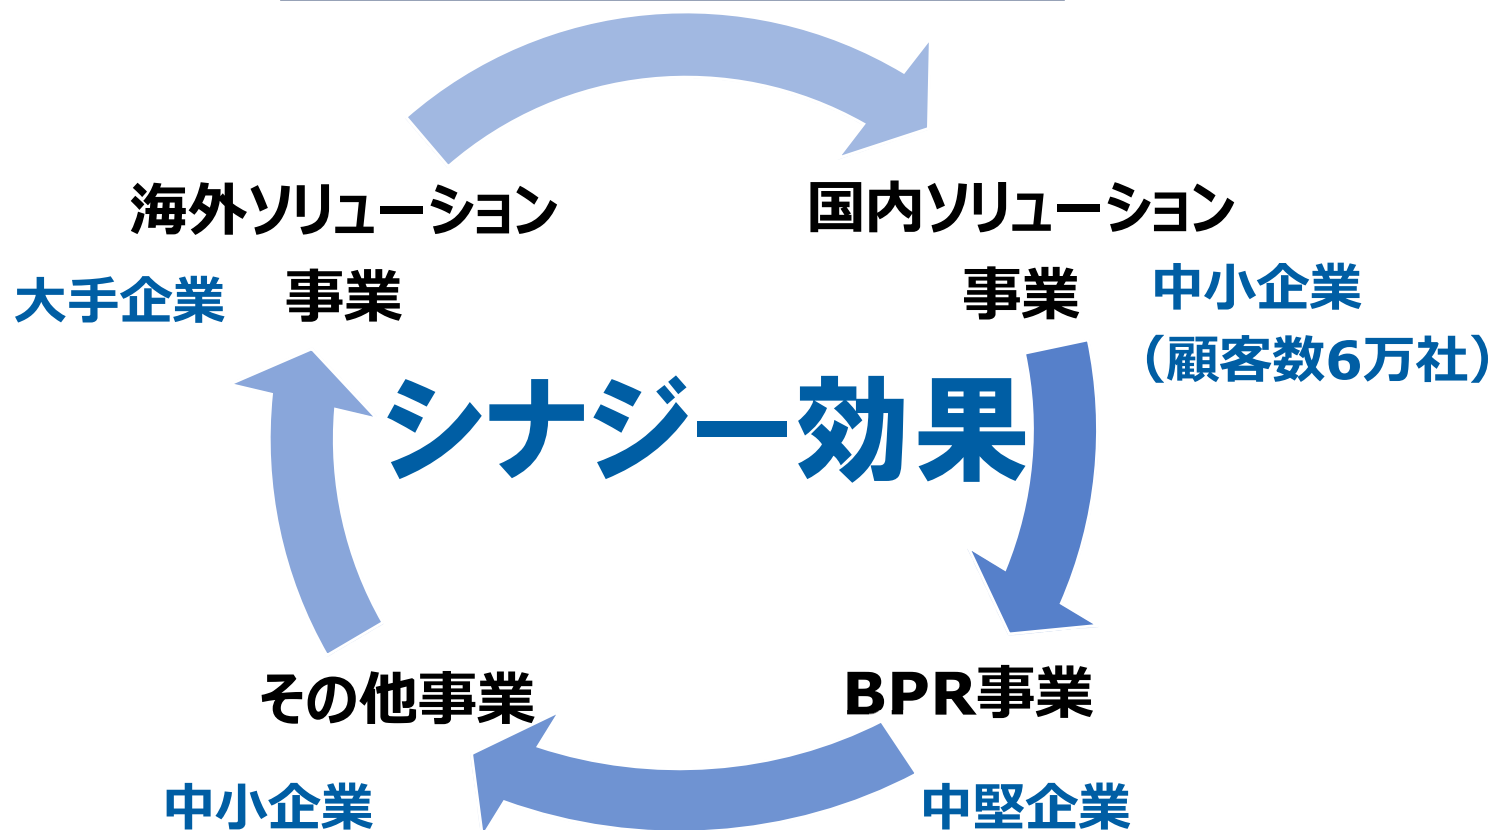 海外ソリューション
事業
大手企業
国内ソリューション
事業
中小企業
（顧客数6万社）
シナジー効果
その他事業
中小企業
BPR事業
中堅企業